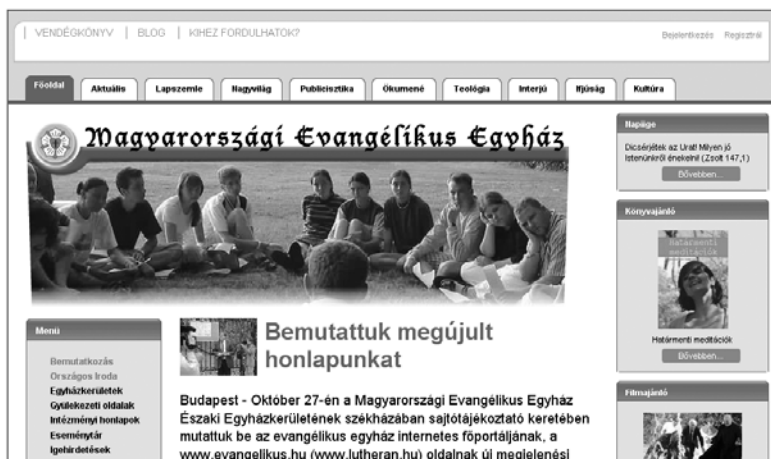 VENDÉGKÖNYV | BLOG | KIHEZ FORDULHATOK?
Bejelentkezés Regisztrál
Főoldal Aktuális Lapszemle Nagyvilág Publicisztika Ökumené Teológia Interjú Ifjúság Kultúra
Magyarországi Evangélikus Egyház
Napiige
Dicsérjétek az Urat! Milyen jó
Istenünkről énekelni! (Zsolt 147,1)
Bővebben...
Könyvajánló
Határmenti
meditációk
Határmenti meditációk
Bővebben...
Filmajánló
Menü
Bemutatkozás
Országos Iroda
Egyházkerületek
Gyülekezeti oldalak
Intézményi honlapok
Eseménytár
Igehirdetések
Bemutattuk megújult
honlapunkat
Budapest - Október 27-én a Magyarországi Evangélikus Egyház
Északi Egyházkerületének székházában sajtótájékoztató keretében
mutattuk be az evangélikus egyház internetes főportáljának, a
www.evangelikus.hu (www.lutheran.hu) oldalnak új megjelenési